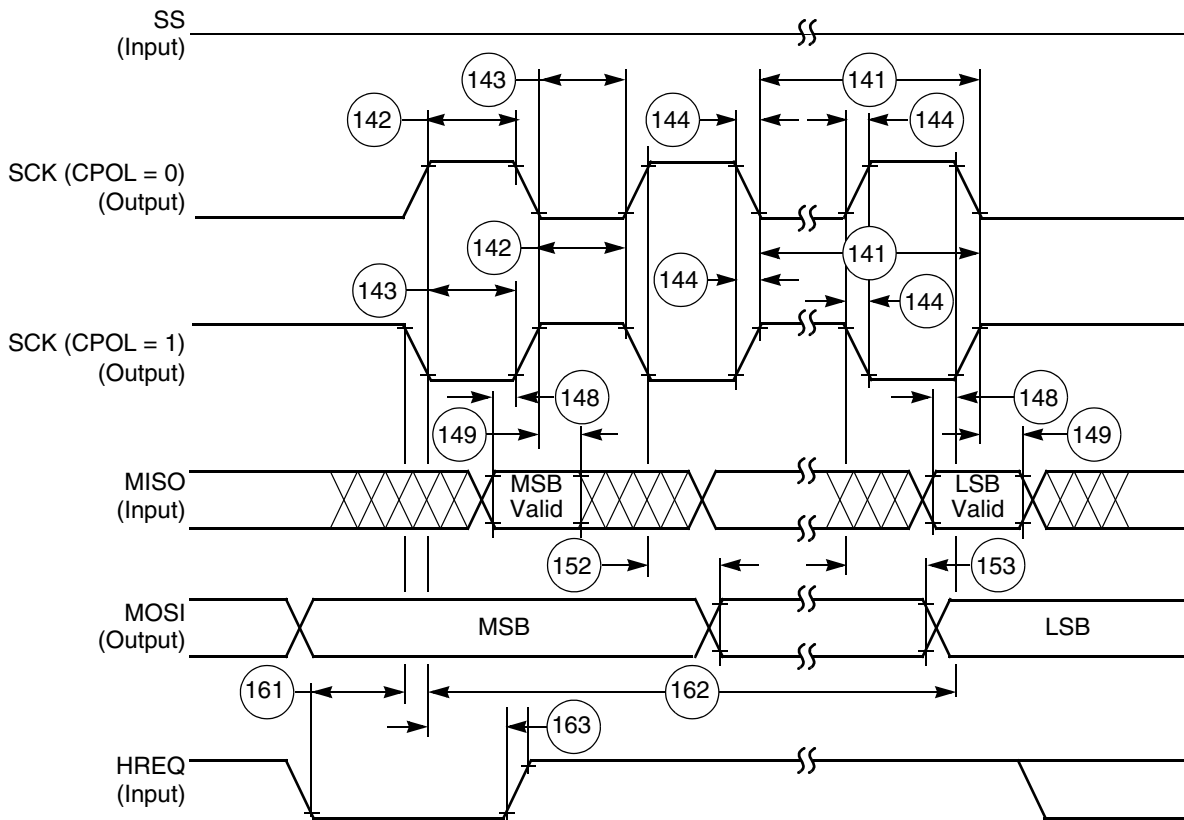 SS
(Input)
143
141
142
144
144
SCK (CPOL = 0)
(Output)
142
141
144
143
144
SCK (CPOL = 1)
(Output)
148
148
149
149
MISO
(Input)
MSB
Valid
LSB
Valid
152
153
MOSI
(Output)
MSB
LSB
161
162
163
HREQ
(Input)